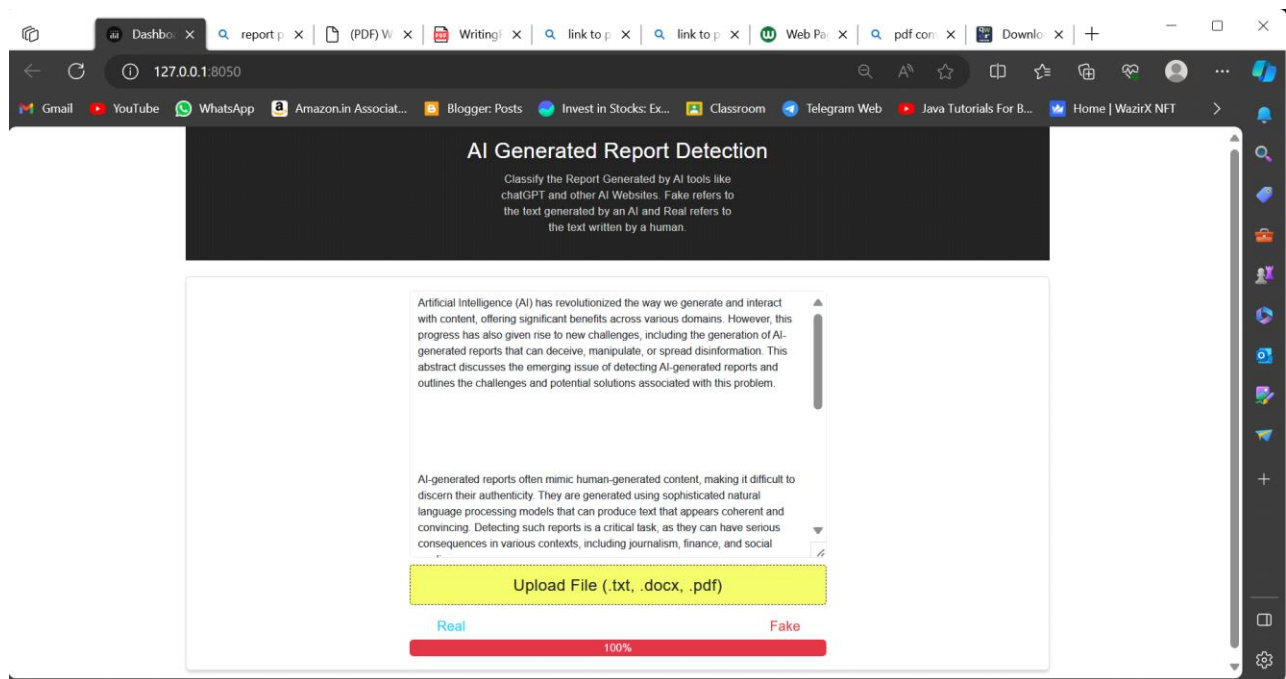 Dashbo
report p
(PDF) W
Writing
link to p
link to p
Web Pa
pdf con
Downlo
127.0.0.1:8050
Gmail
YouTube
WhatsApp
Amazon.in Associat...
Blogger: Posts
Invest in Stocks: Ex...
Classroom
Telegram Web
Java Tutorials For B...
Home | WazirX NFT
AI Generated Report Detection
Classify the Report Generated by AI tools like
chatGPT and other AI Websites. Fake refers to
the text generated by an AI and Real refers to
the text written by a human.
Artificial Intelligence (AI) has revolutionized the way we generate and interact
with content, offering significant benefits across various domains. However, this
progress has also given rise to new challenges, including the generation of AI-
generated reports that can deceive, manipulate, or spread disinformation. This
abstract discusses the emerging issue of detecting AI-generated reports and
outlines the challenges and potential solutions associated with this problem.
AI-generated reports often mimic human-generated content, making it difficult to
discern their authenticity. They are generated using sophisticated natural
language processing models that can produce text that appears coherent and
convincing. Detecting such reports is a critical task, as they can have serious
consequences in various contexts, including journalism, finance, and social
Upload File (.txt, .docx, .pdf)
Real
Fake
100%